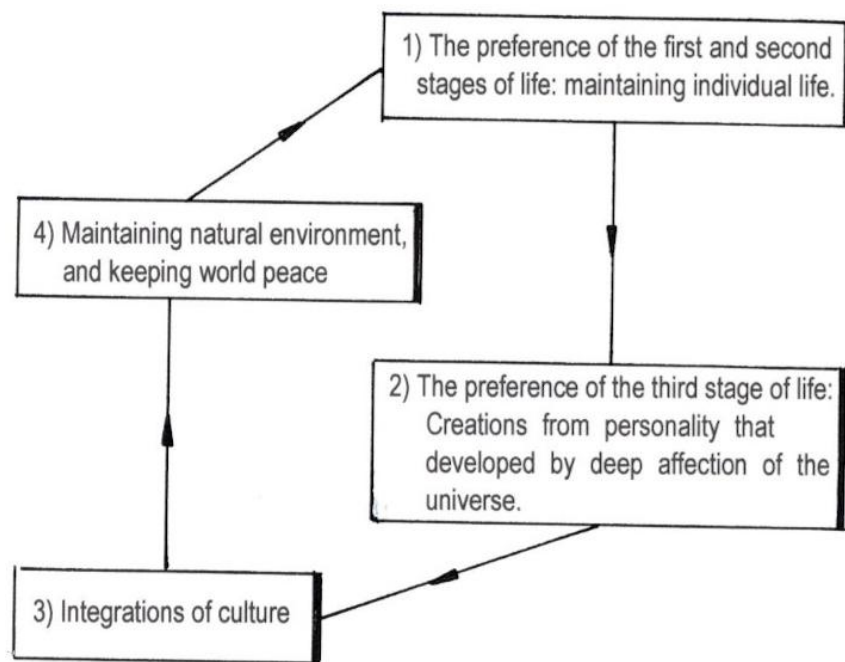 1) The preference of the first and second
stages of life: maintaining individual life.
4) Maintaining natural environment,
and keeping world peace
2) The preference of the third stage of life:
Creations from personality that
developed by deep affection of the
universe.
3) Integrations of culture